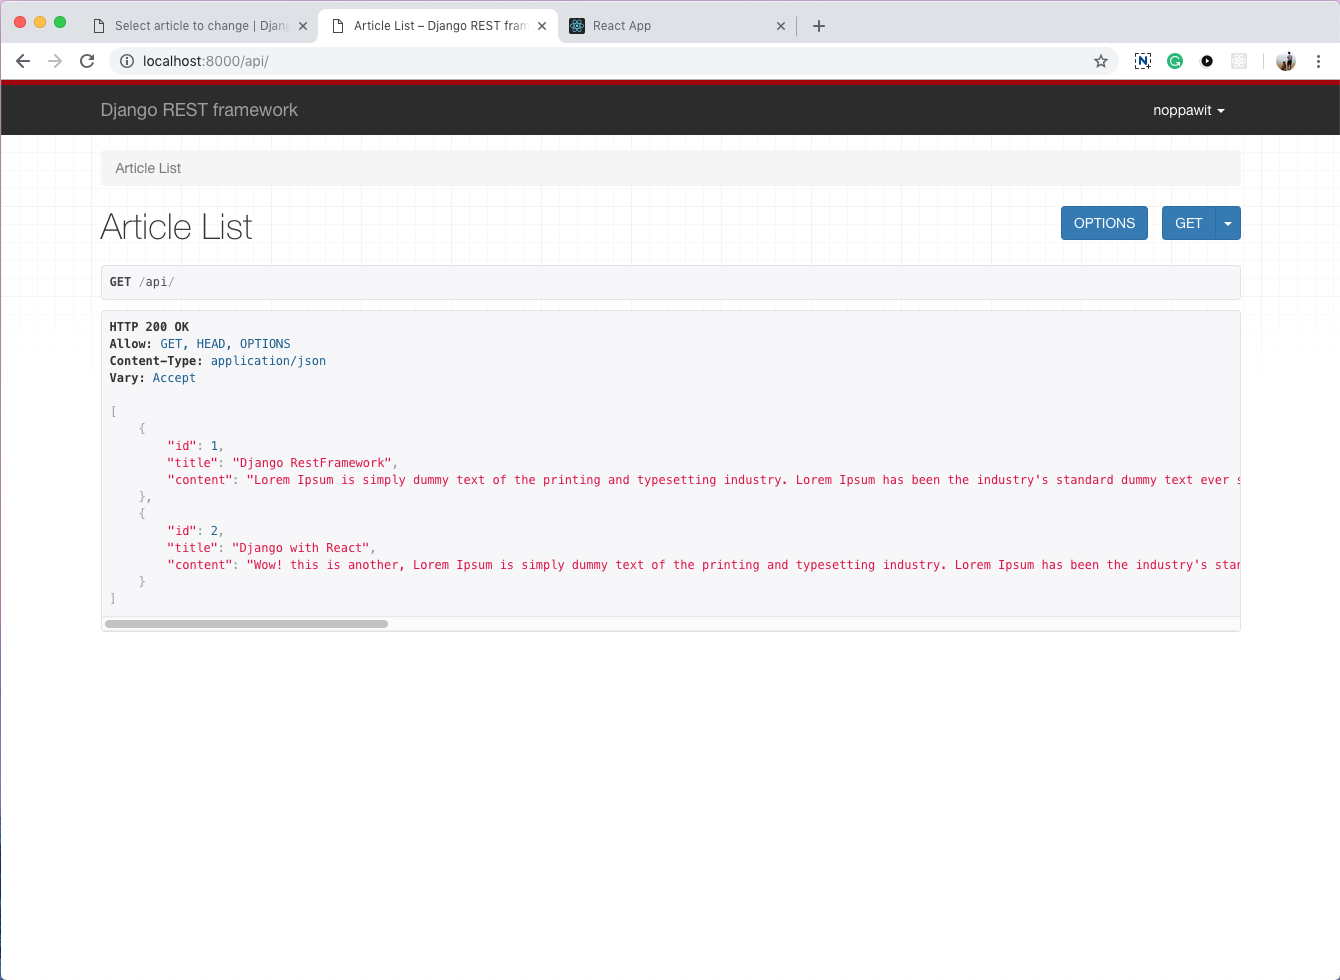 Select article to change | Djang
Article List – Django REST fram
React App
localhost:8000/api/
Django REST framework
noppawit
Article List
Article List
OPTIONS
GET
GET /api/
HTTP 200 OK
Allow: GET, HEAD, OPTIONS
Content-Type: application/json
Vary: Accept
[
{
"id": 1,
"title": "Django RestFramework",
"content": "Lorem Ipsum is simply dummy text of the printing and typesetting industry. Lorem Ipsum has been the industry's standard dummy text ever s
},
{
"id": 2,
"title": "Django with React",
"content": "Wow! this is another, Lorem Ipsum is simply dummy text of the printing and typesetting industry. Lorem Ipsum has been the industry's stan
}
]